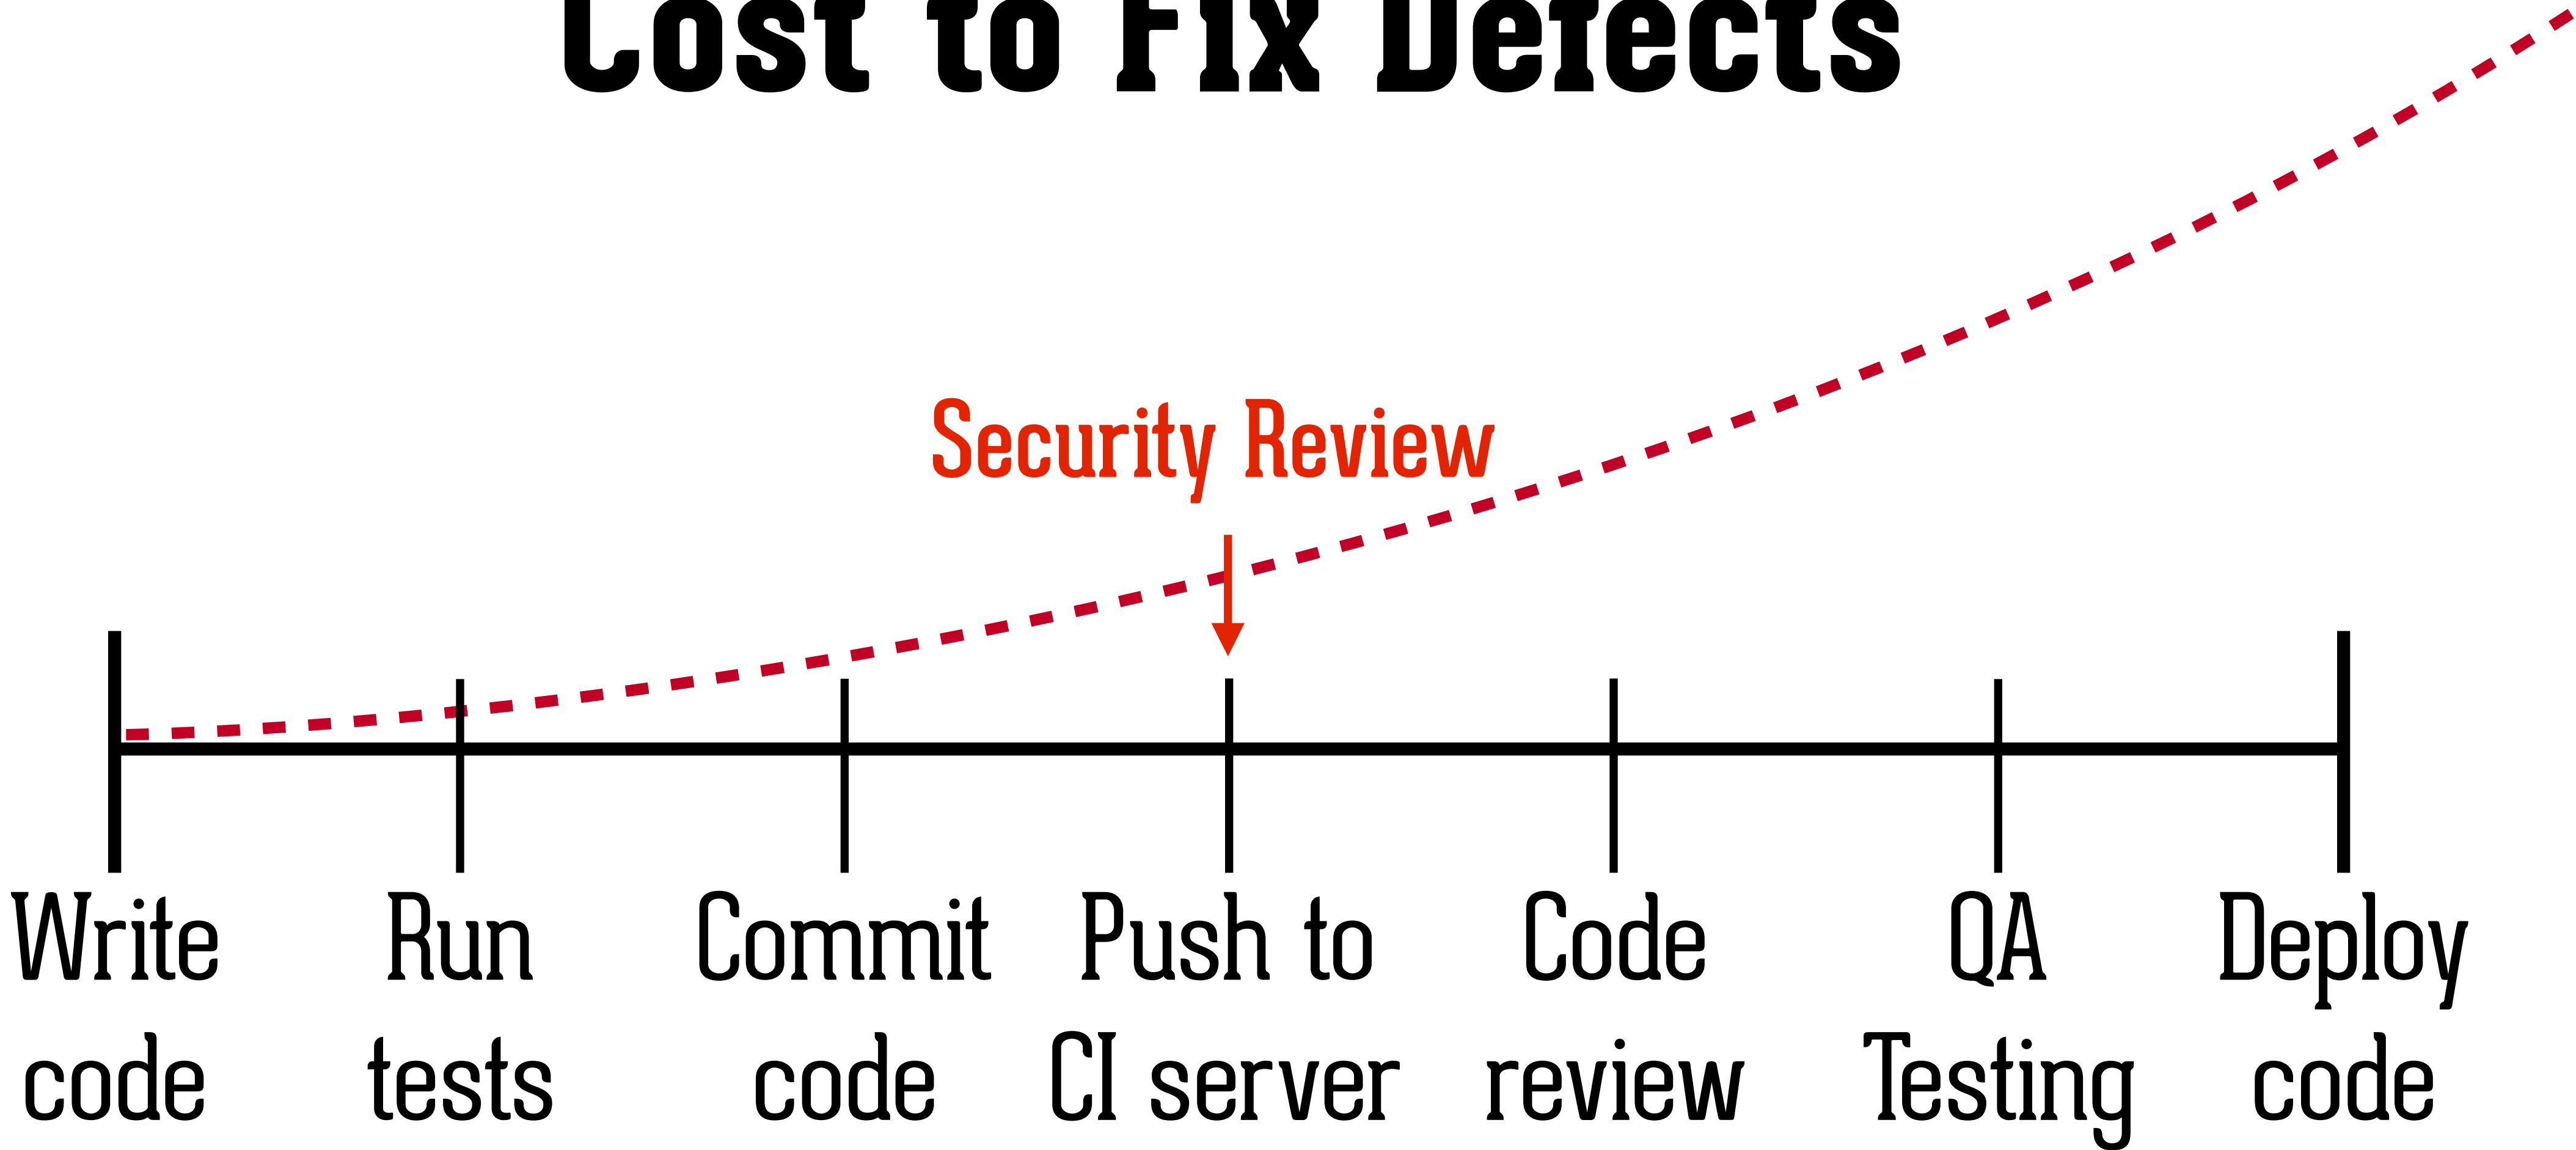 Cost to Fix Defects
Security Review
Write code
Run tests
Commit code
Push to CI server
Code review
QA Testing
Deploy code